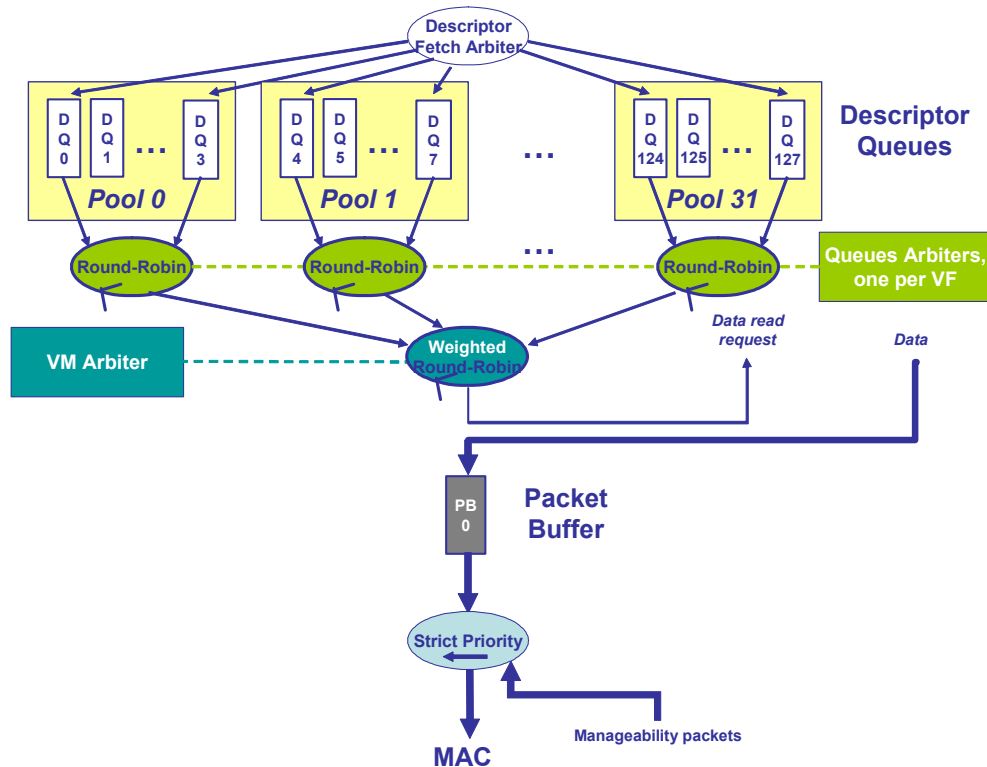 Descriptor
Fetch Arbiter
D
Q
0
D
Q
1
...
D
Q
3
Pool 0
D
Q
4
D
Q
5
...
D
Q
7
Pool 1
...
D
Q
124
D
Q
125
...
D
Q
127
Pool 31
Descriptor
Queues
Round-Robin
Round-Robin
...
Round-Robin
Queues Arbiters,
one per VF
VM Arbiter
Weighted
Round-Robin
Data read
request
Data
PB
0
Packet
Buffer
Strict Priority
Manageability packets
MAC